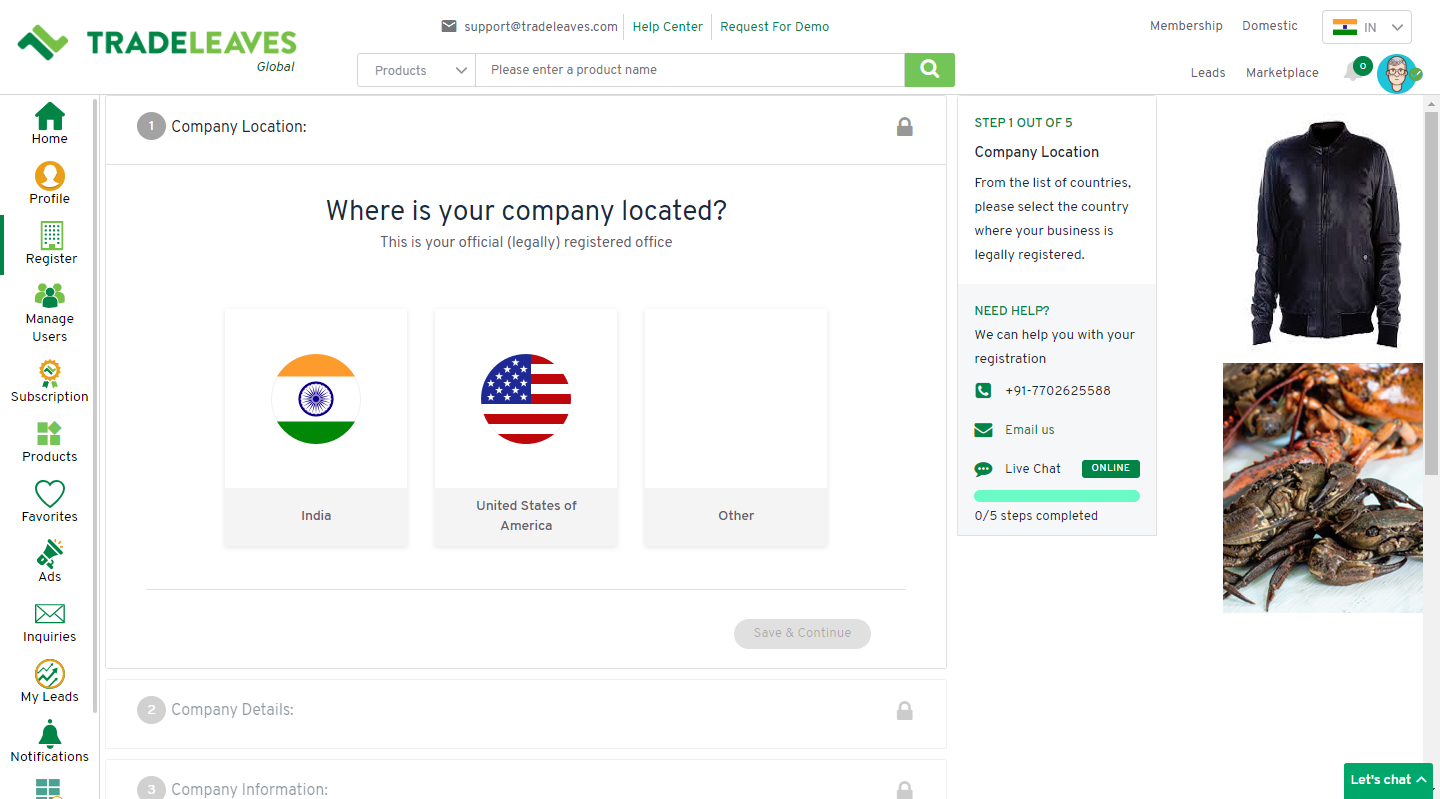 support@tradeleaves.com
Help Center
Request For Demo
Membership
Domestic
IN
TRADELEAVES
Global
Products
Please enter a product name
Leads
Marketplace
0
Home
Profile
Register
Manage
Users
Subscription
Products
Favorites
Ads
Inquiries
My Leads
Notifications
1 Company Location:
Where is your company located?
This is your official (legally) registered office
India
United States of
America
Other
Save & Continue
2 Company Details:
3 Company Information:
STEP 1 OUT OF 5
Company Location
From the list of countries,
please select the country
where your business is
legally registered.
NEED HELP?
We can help you with your
registration
+91-7702625588
Email us
Live Chat
ONLINE
0/5 steps completed
Let's chat